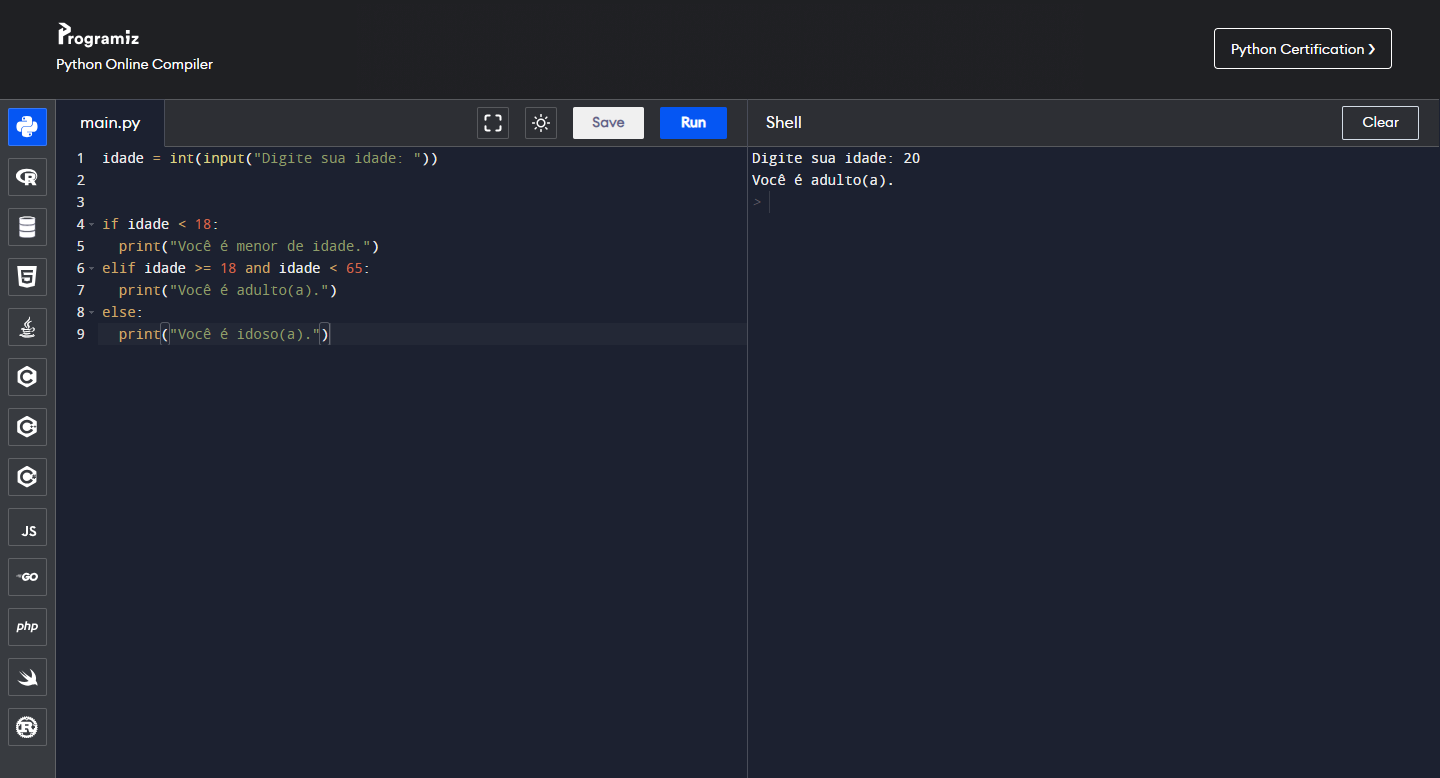 Programiz
Python Online Compiler
Python Certification ❯
main.py
Save
Run
Shell
Clear
1 idade = int(input("Digite sua idade: "))
2
3
4 if idade < 18:
5   print("Você é menor de idade.")
6 elif idade >= 18 and idade < 65:
7   print("Você é adulto(a).")
8 else:
9   print("Você é idoso(a).")
Digite sua idade: 20
Você é adulto(a).
>
R
5
C
C++
C#
JS
GO
php
R